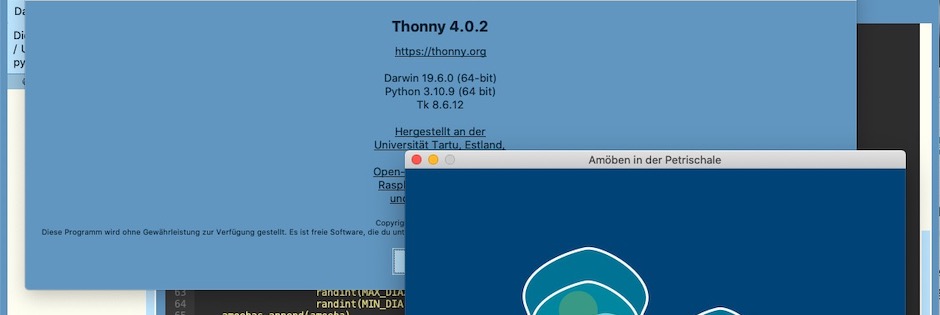 Da
Thonny 4.0.2
https://thonny.org
Die
/ U
py
Darwin 19.6.0 (64-bit)
Python 3.10.9 (64 bit)
Tk 8.6.12
Hergestellt an der
Universität Tartu, Estland,
Amöben in der Petrischale
Open-
Raspb
und
Copyrig
Diese Programm wird ohne Gewährleistung zur Verfügung gestellt. Es ist freie Software, die du unt
63 randint(MAX_DIA
64 randint(MIN_DIA
65 amoebas.append(amoeba)